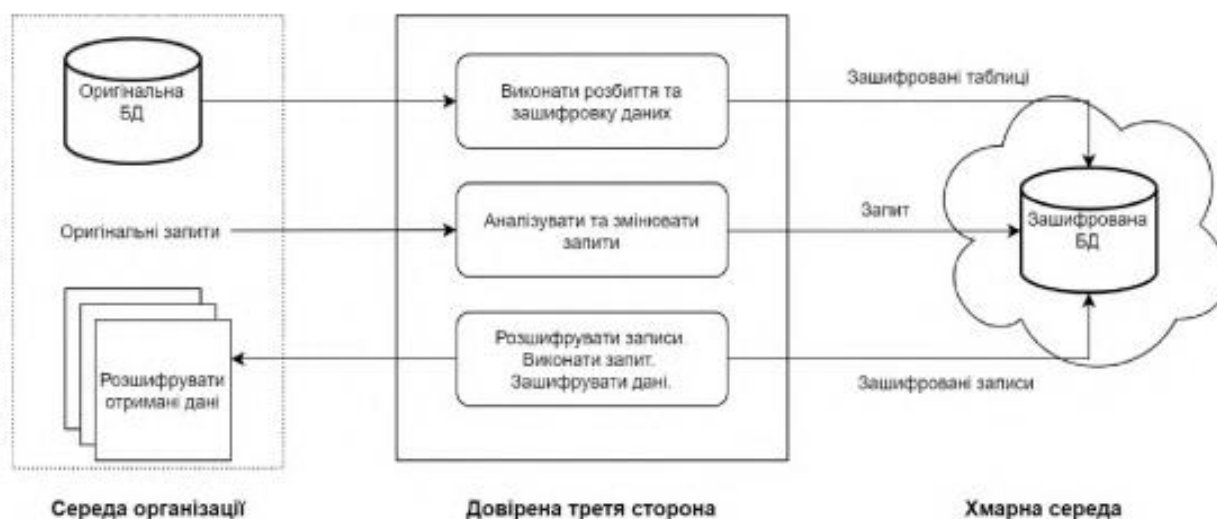 Оригінальна
БД
Виконати розбиття та
зашифровку даних
Зашифровані таблиці
Оригінальні запити
Аналізувати та змінювати
запити
Запит
Зашифрована
БД
Розшифрувати
отримані дані
Розшифрувати записи.
Виконати запит.
Зашифрувати дані.
Зашифровані записи
Середа організації
Довірена третя сторона
Хмарна середа